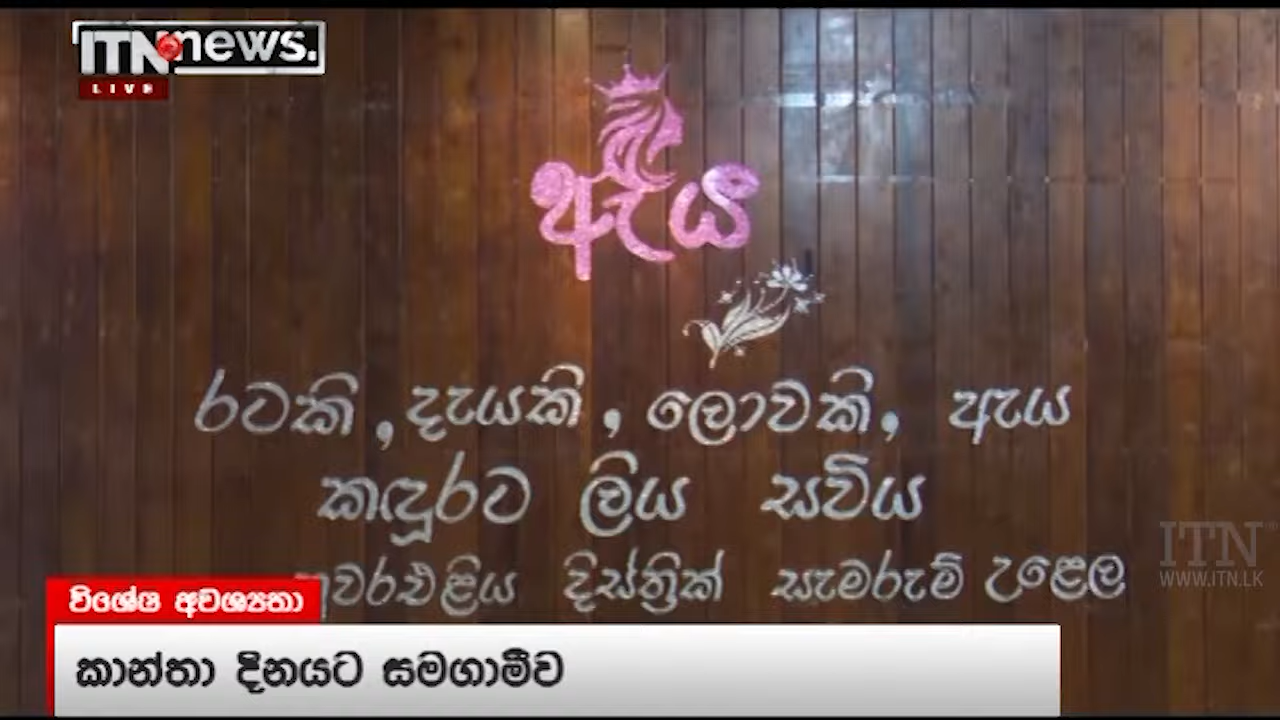 ITN news.
LIVE
ඇය
රටකි, දැයකි, ලොවකි, ඇය
කඳුරට ලිය සවිය
දිස්ත්‍රික් සැමරුම් උළෙල
ITN
WWW.ITN.LK
විශේෂ අවශ්‍යතා
කාන්තා දිනයට සමගාමීව